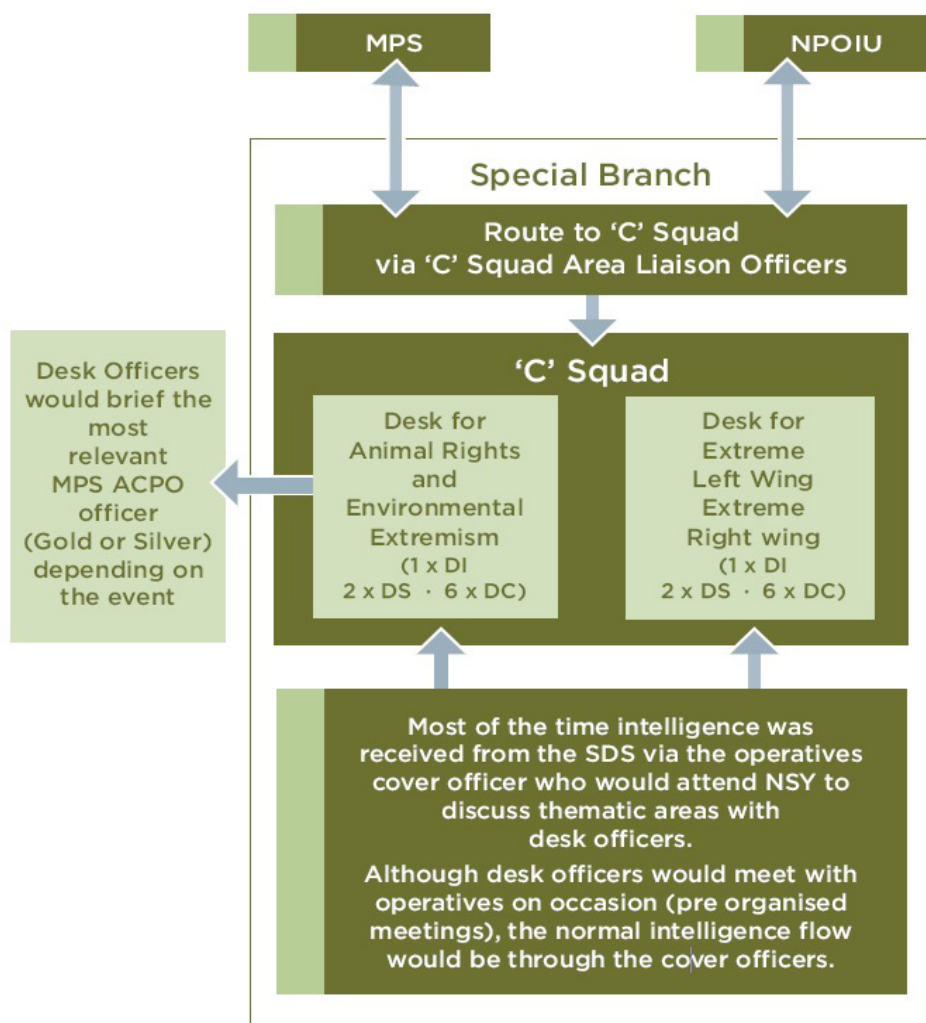 MPS
NPOIU
Special Branch
Route to ‘C’ Squad
via ‘C’ Squad Area Liaison Officers
‘C’ Squad
Desk Officers
would brief the
most
relevant
MPS ACPO
officer
(Gold or Silver)
depending on
the event
Desk for
Animal Rights
and
Environmental
Extremism
(1 x DI
2 x DS · 6 x DC)
Desk for
Extreme
Left Wing
Extreme
Right wing
(1 x DI
2 x DS · 6 x DC)
Most of the time intelligence was
received from the SDS via the operatives
cover officer who would attend NSY to
discuss thematic areas with
desk officers.
Although desk officers would meet with
operatives on occasion (pre organised
meetings), the normal intelligence flow
would be through the cover officers.